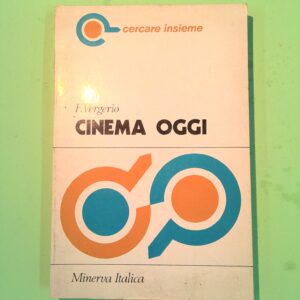 cercare insieme
F. Vergerio
CINEMA OGGI
Minerva Italica